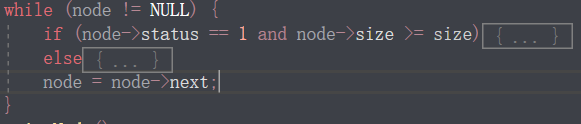 while (node != NULL) {
if (node->status == 1 and node->size >= size) { ... }
else { ... }
node = node->next;
}